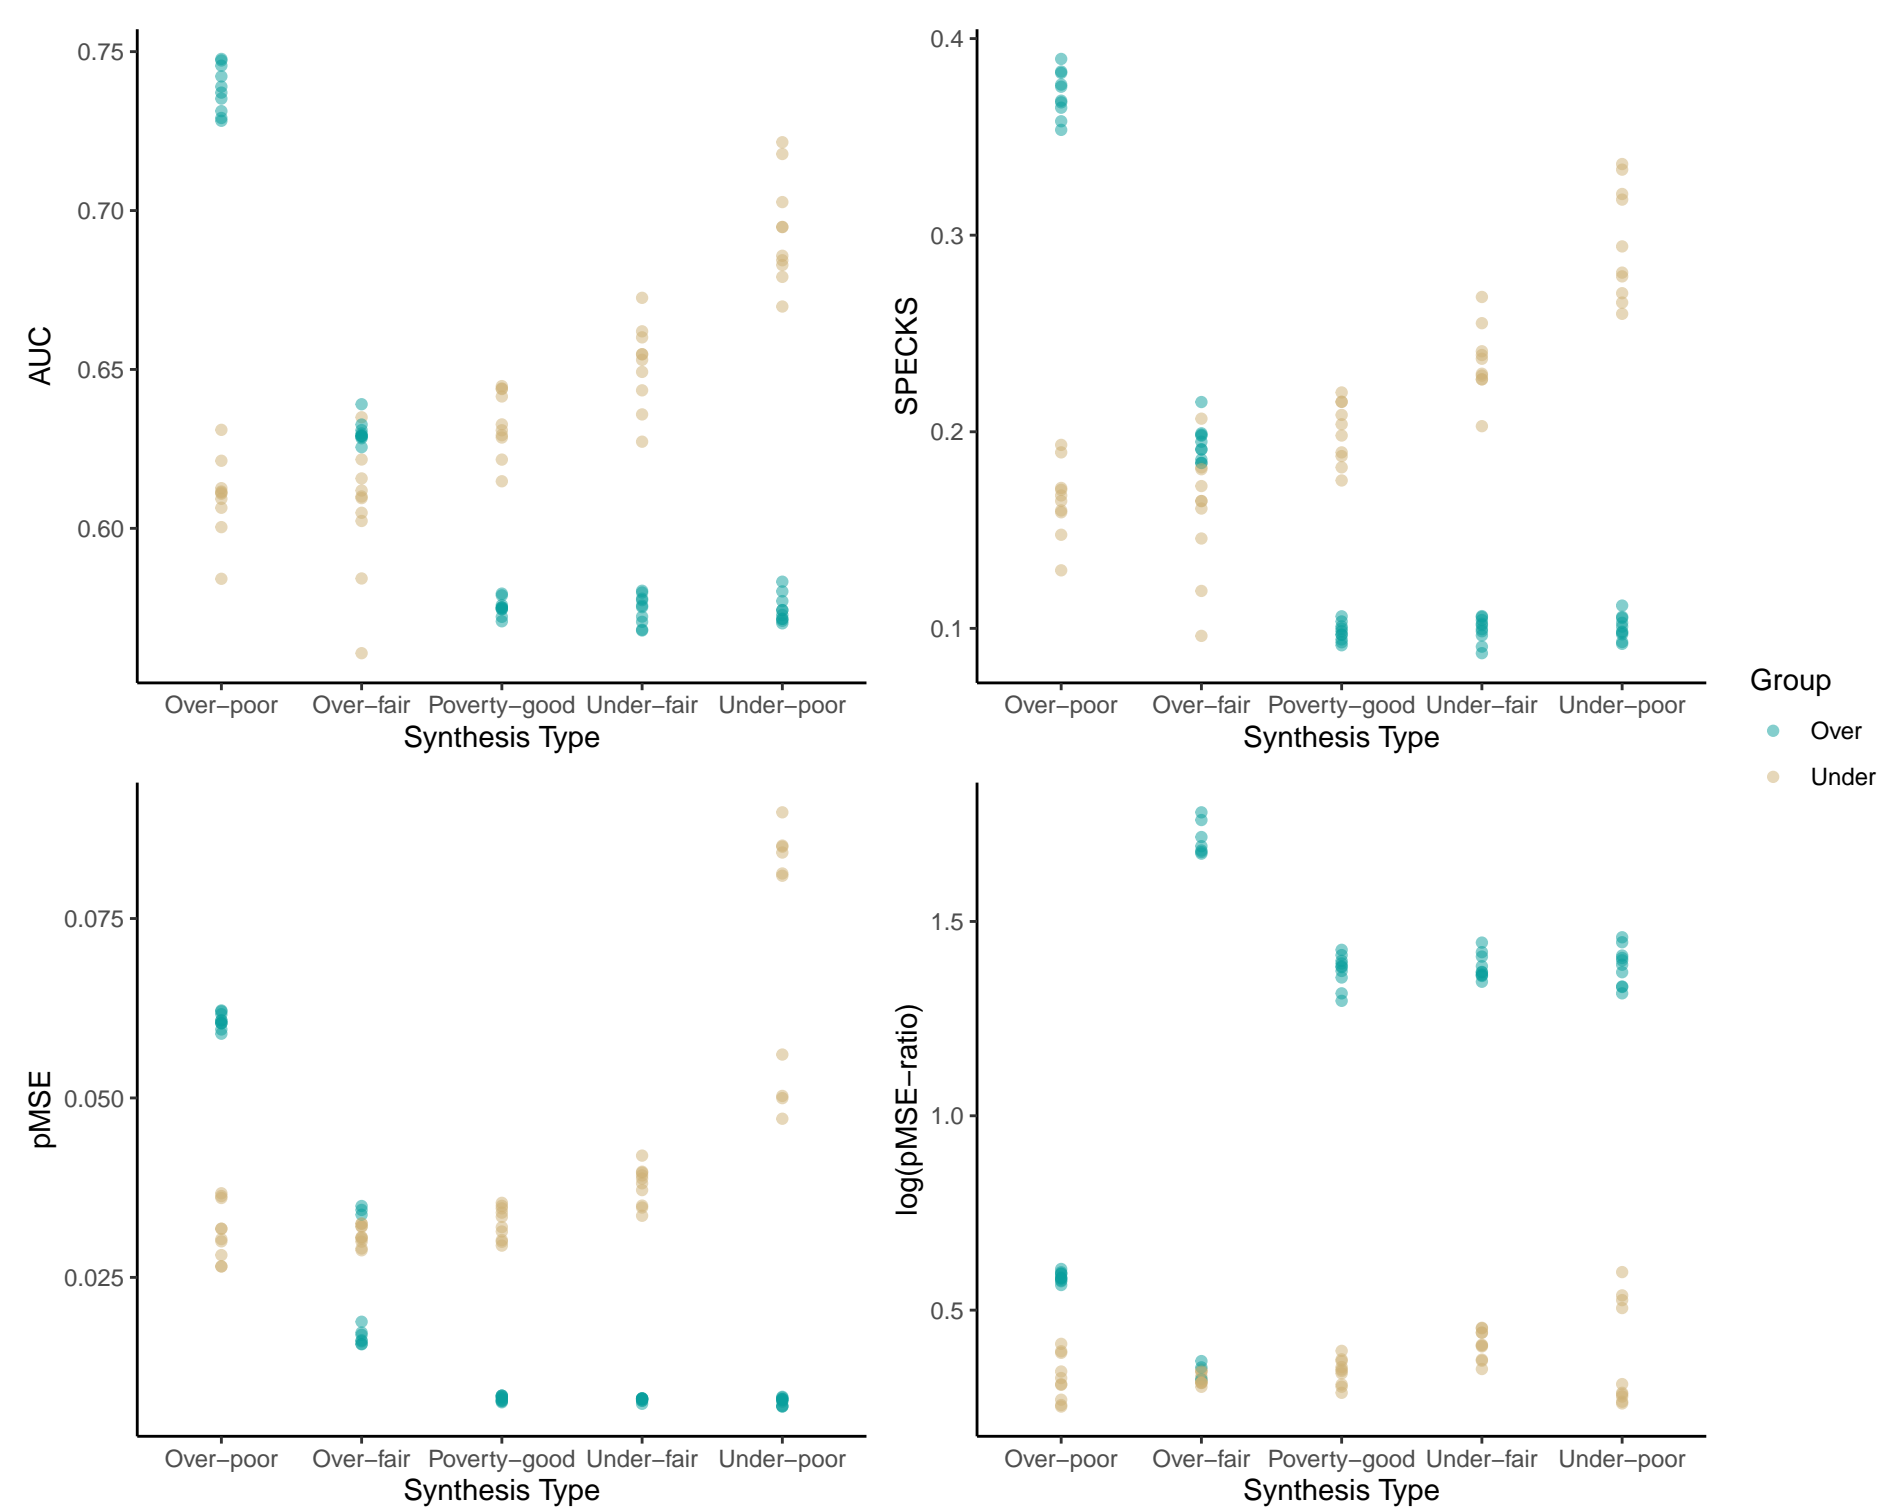 AUC
0.75
0.70
0.65
0.60
Over−poor Over−fair Poverty−good Under−fair Under−poor
Synthesis Type
SPECKS
0.4
0.3
0.2
0.1
Over−poor Over−fair Poverty−good Under−fair Under−poor
Synthesis Type
pMSE
0.075
0.050
0.025
Over−poor Over−fair Poverty−good Under−fair Under−poor
Synthesis Type
log(pMSE−ratio)
1.5
1.0
0.5
Over−poor Over−fair Poverty−good Under−fair Under−poor
Synthesis Type
Group
Over
Under